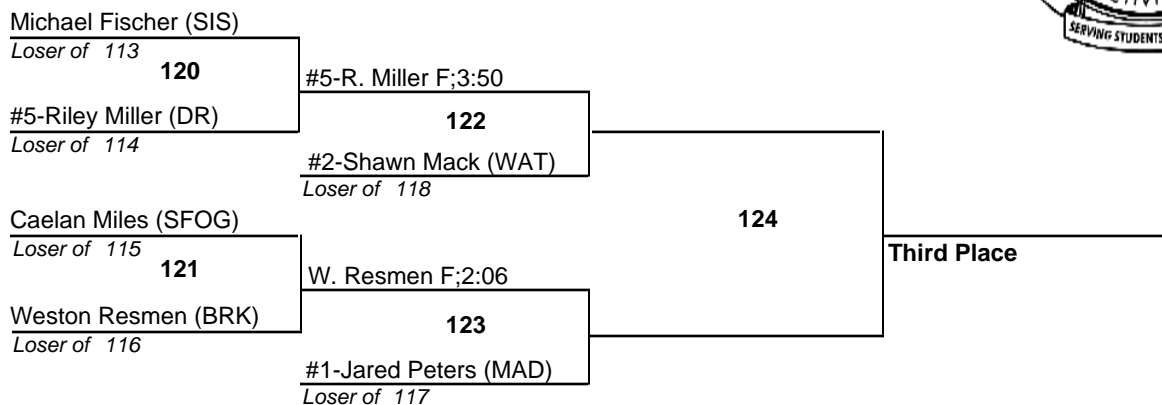 Michael Fischer (SIS)
Loser of 113
120
#5-R. Miller F;3:50
#5-Riley Miller (DR)
Loser of 114
122
#2-Shawn Mack (WAT)
Loser of 118
Caelan Miles (SFOG)
Loser of 115
121
124
Third Place
W. Resmen F;2:06
Weston Resmen (BRK)
Loser of 116
123
#1-Jared Peters (MAD)
Loser of 117
SERVING STUDENTS